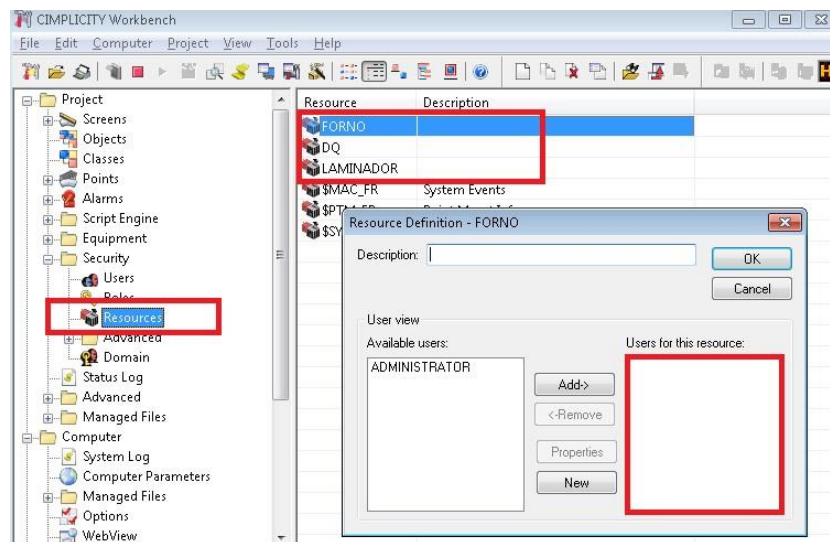 CIMPLICITY Workbench
File Edit Computer Project View Tools Help
Project
Screens
Objects
Classes
Points
Alarms
Script Engine
Equipment
Security
Users
Roles
Resources
Advanced
Domain
Status Log
Advanced
Managed Files
Computer
System Log
Computer Parameters
Managed Files
Options
WebView
Resource Description
FORNO
DQ
LAMINADOR
$MAC_FR System Events
$SY
Resource Definition - FORNO
Description:
OK
Cancel
User view
Available users:
Users for this resource:
ADMINISTRATOR
Add->
<-Remove
Properties
New